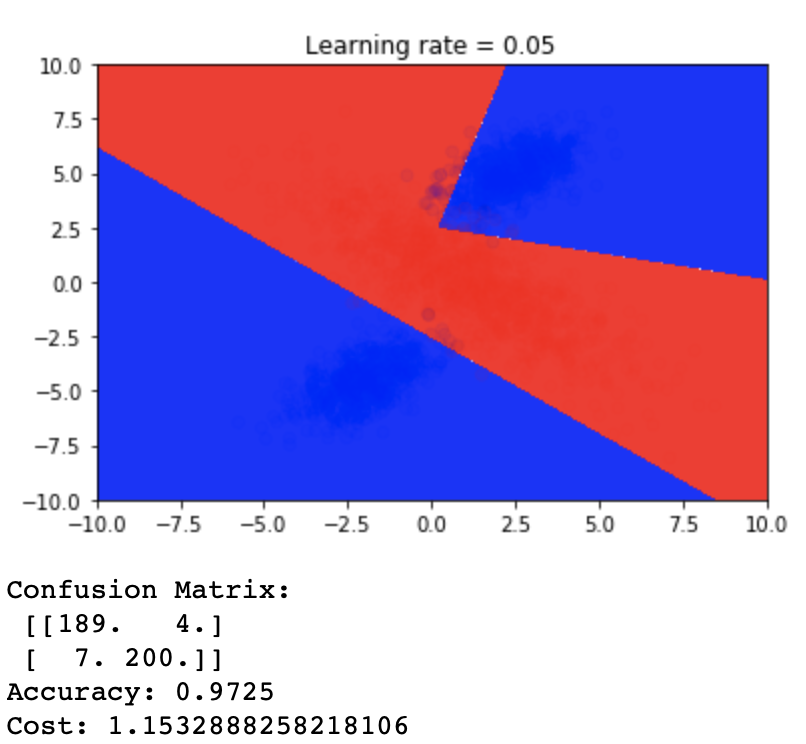 Learning rate = 0.05
10.0
7.5
5.0
2.5
0.0
−2.5
−5.0
−7.5
−10.0
−10.0 −7.5 −5.0 −2.5 0.0 2.5 5.0 7.5 10.0
Confusion Matrix:
[[189. 4.]
[ 7. 200.]]
Accuracy: 0.9725
Cost: 1.1532888258218106